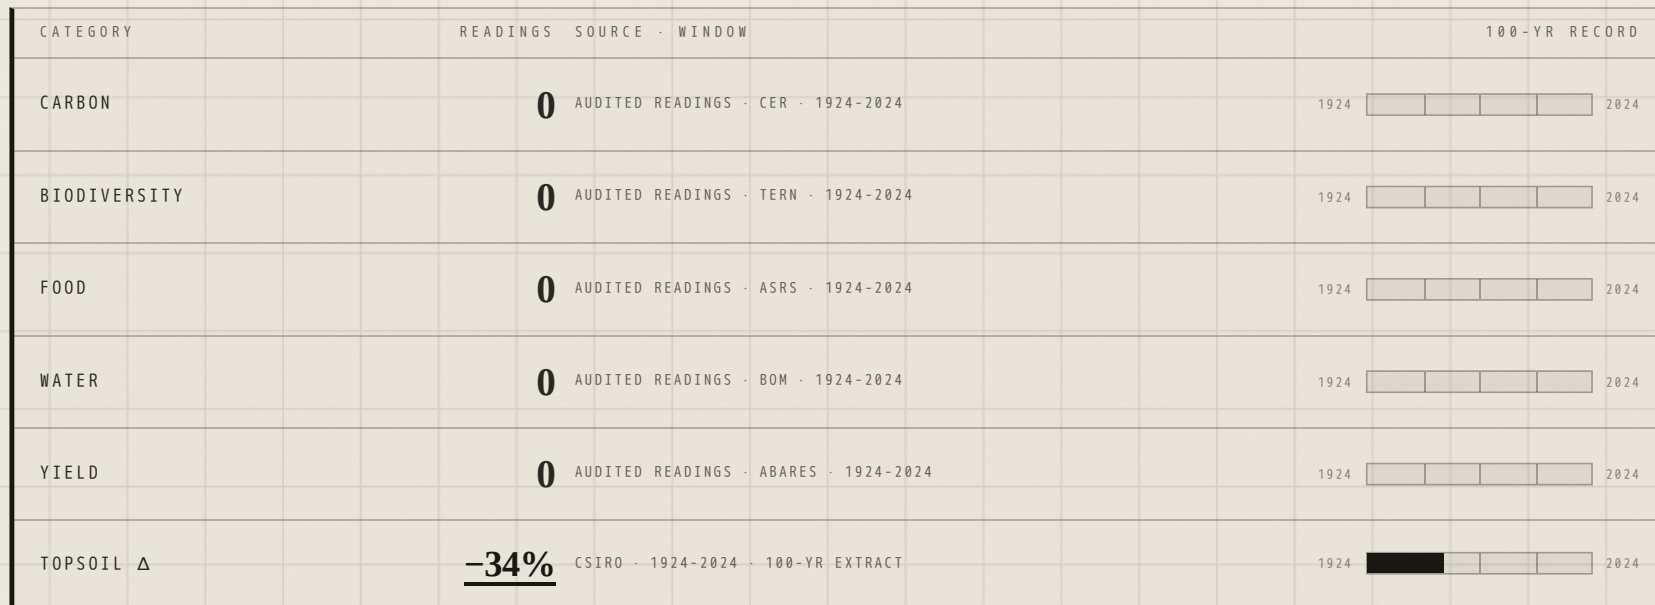 CATEGORY READINGS SOURCE · WINDOW 100-YR RECORD
CARBON 0 AUDITED READINGS · CER · 1924-2024 1924 2024
BIODIVERSITY 0 AUDITED READINGS · TERN · 1924-2024 1924 2024
FOOD 0 AUDITED READINGS · ASRS · 1924-2024 1924 2024
WATER 0 AUDITED READINGS · BOM · 1924-2024 1924 2024
YIELD 0 AUDITED READINGS · ABARES · 1924-2024 1924 2024
TOPSOIL Δ −34% CSIRO · 1924-2024 · 100-YR EXTRACT 1924 2024